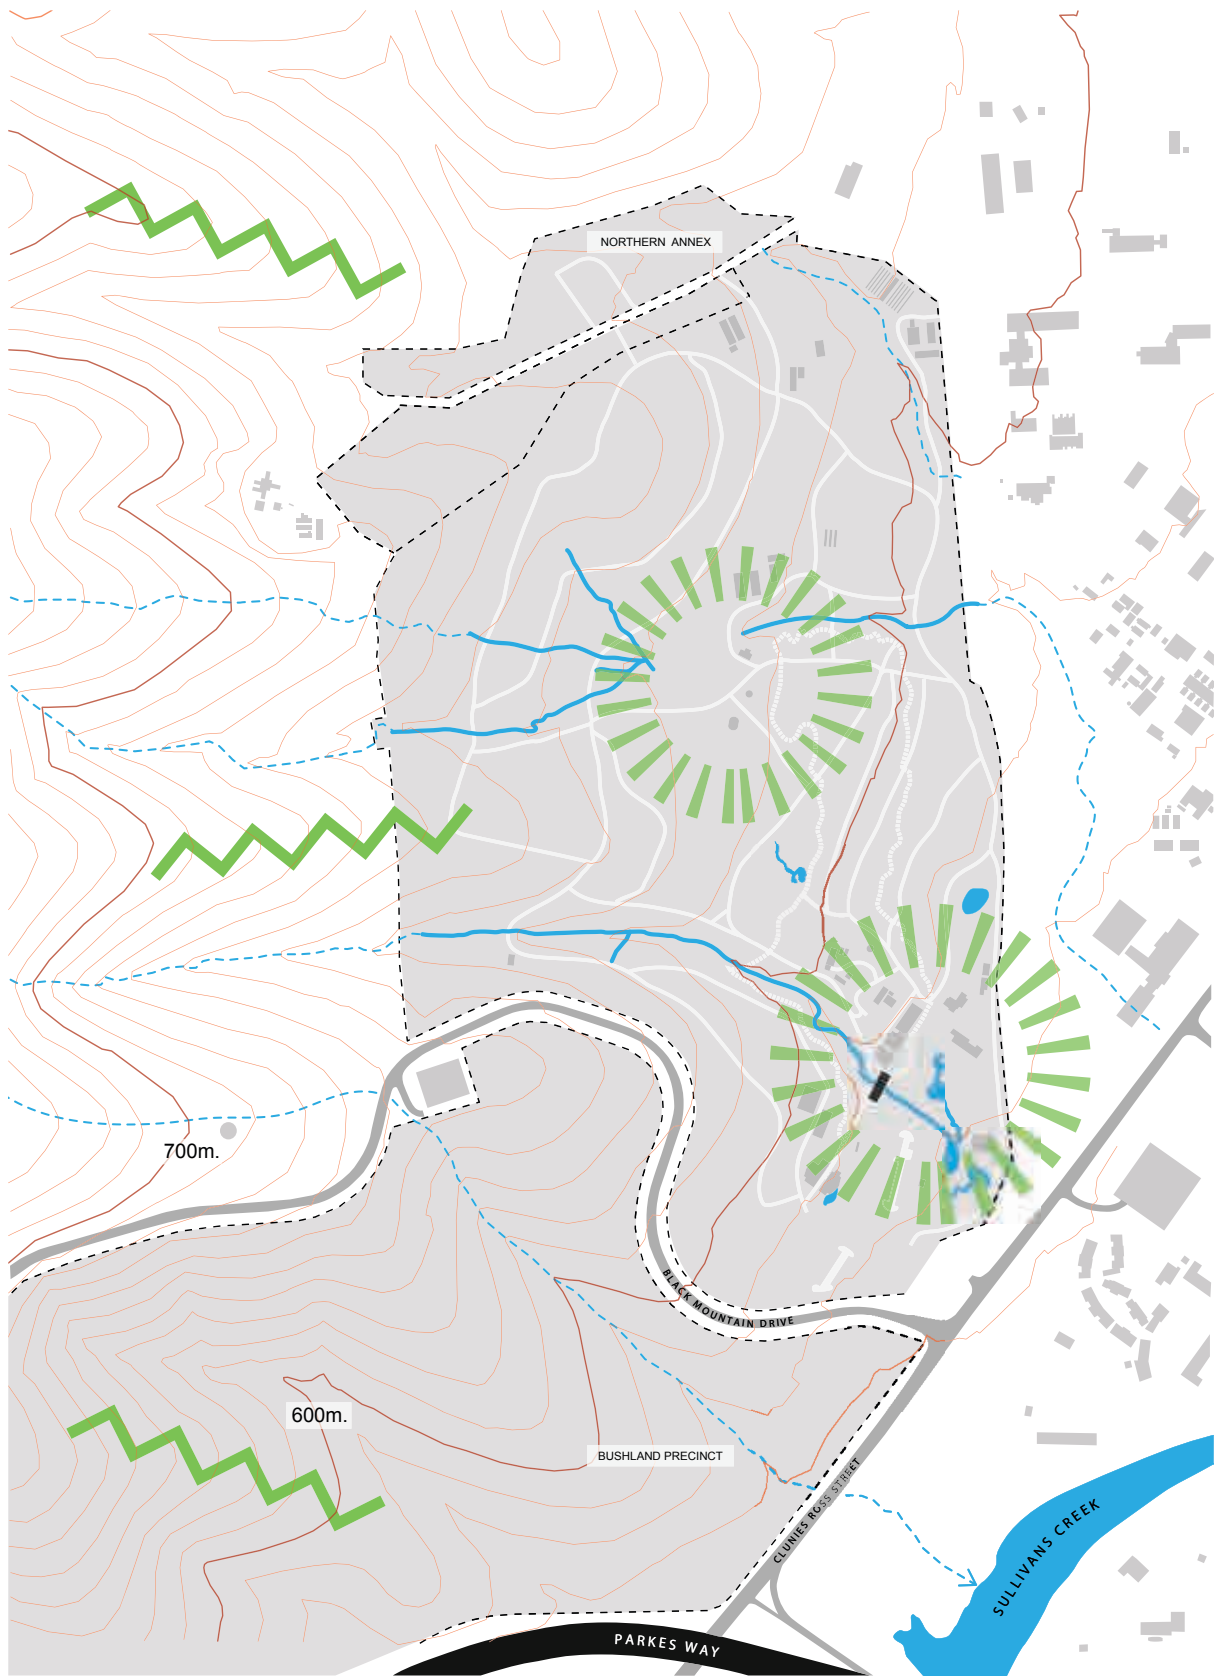 NORTHERN ANNEX
700m.
BLACK MOUNTAIN DRIVE
600m.
BUSHLAND PRECINCT
CLUNIES ROSS STREET
SULLIVANS CREEK
PARKES WAY